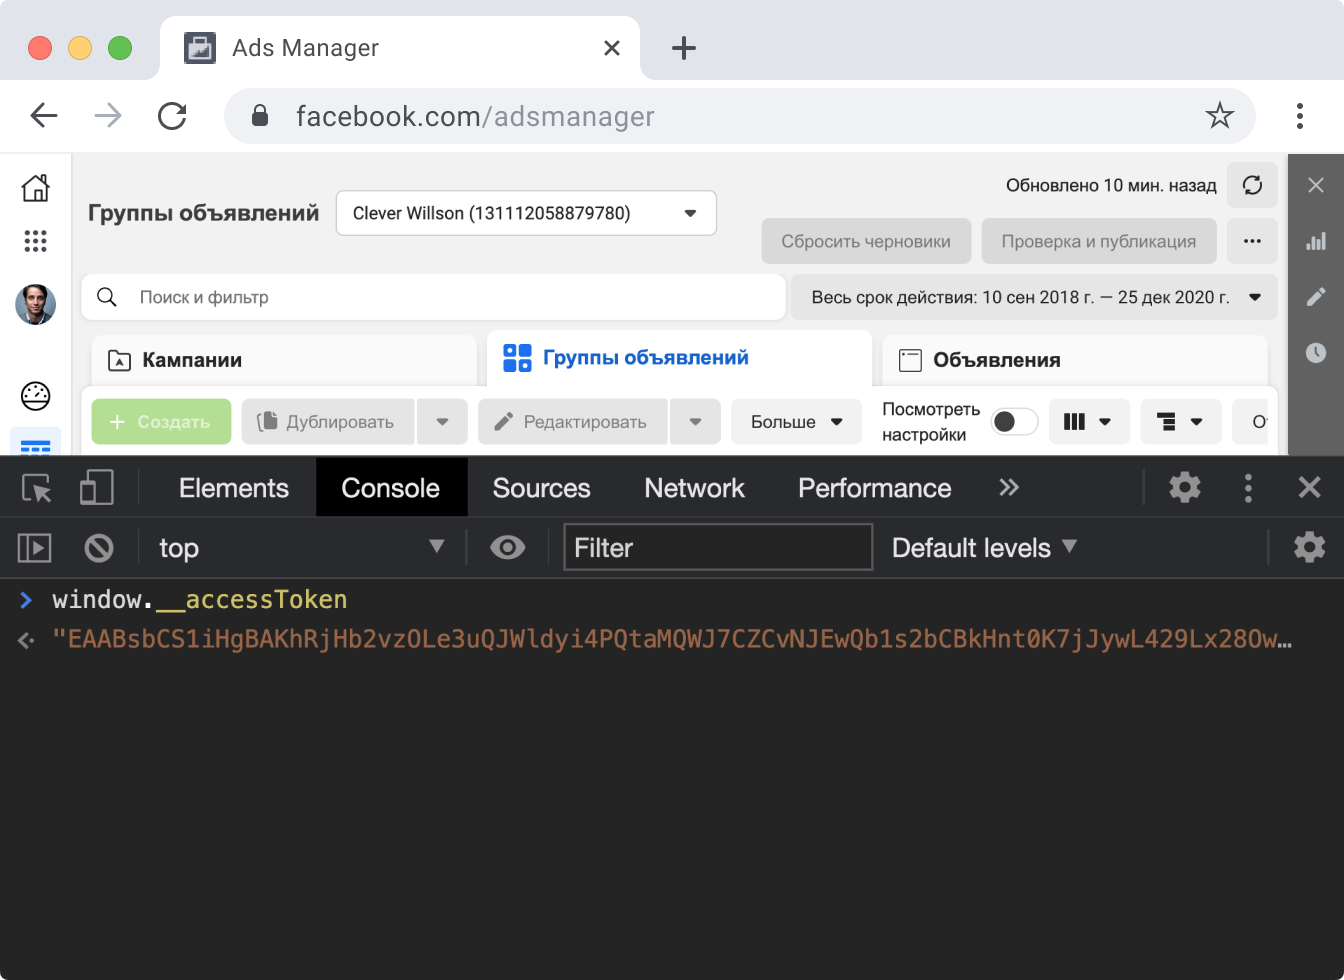 Ads Manager
facebook.com/adsmanager
Обновлено 10 мин. назад
Группы объявлений
Clever Willson (131112058879780)
Сбросить черновики
Проверка и публикация
Поиск и фильтр
Весь срок действия: 10 сен 2018 г. — 25 дек 2020 г.
Кампании
Группы объявлений
Объявления
+ Создать
Дублировать
Редактировать
Больше
Посмотреть
настройки
Elements
Console
Sources
Network
Performance
top
Filter
Default levels
window.__accessToken
"EAABsbCS1iHgBAKhRjHb2vzOLe3uQJWldyi4PQtaMQWJ7CZCvNJEwQb1s2bCBkHnt0K7jJywL429Lx28Ow…